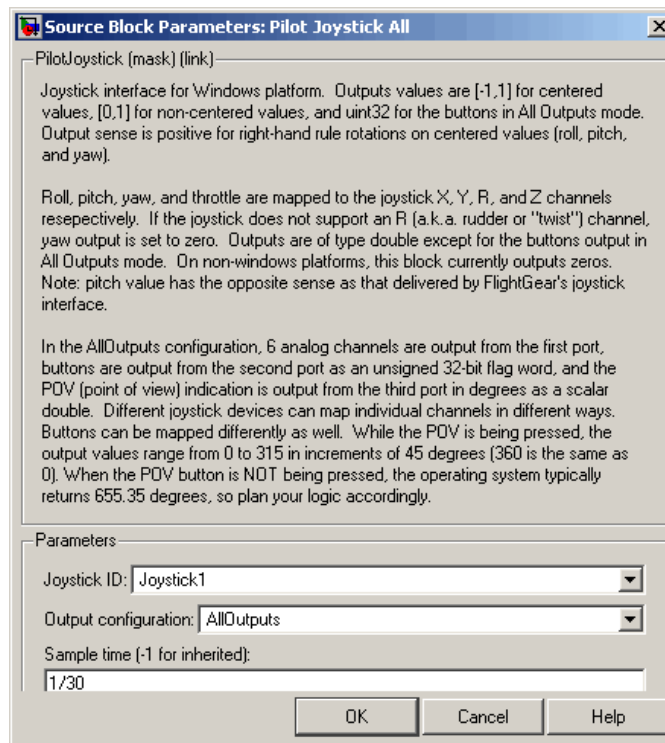 Source Block Parameters: Pilot Joystick All
PilotJoystick (mask) (link)
Joystick interface for Windows platform.  Outputs values are [-1,1] for centered
values, [0,1] for non-centered values, and uint32 for the buttons in All Outputs mode.
Output sense is positive for right-hand rule rotations on centered values (roll, pitch,
and yaw).
Roll, pitch, yaw, and throttle are mapped to the joystick X, Y, R, and Z channels
resepectively.  If the joystick does not support an R (a.k.a. rudder or "twist") channel,
yaw output is set to zero.  Outputs are of type double except for the buttons output in
All Outputs mode.  On non-windows platforms, this block currently outputs zeros.
Note: pitch value has the opposite sense as that delivered by FlightGear's joystick
interface.
In the AllOutputs configuration, 6 analog channels are output from the first port,
buttons are output from the second port as an unsigned 32-bit flag word, and the
POV (point of view) indication is output from the third port in degrees as a scalar
double.  Different joystick devices can map individual channels in different ways.
Buttons can be mapped differently as well.  While the POV is being pressed, the
output values range from 0 to 315 in increments of 45 degrees (360 is the same as
0). When the POV button is NOT being pressed, the operating system typically
returns 655.35 degrees, so plan your logic accordingly.
Parameters
Joystick ID: Joystick1
Output configuration: AllOutputs
Sample time (-1 for inherited):
1/30
OK Cancel Help